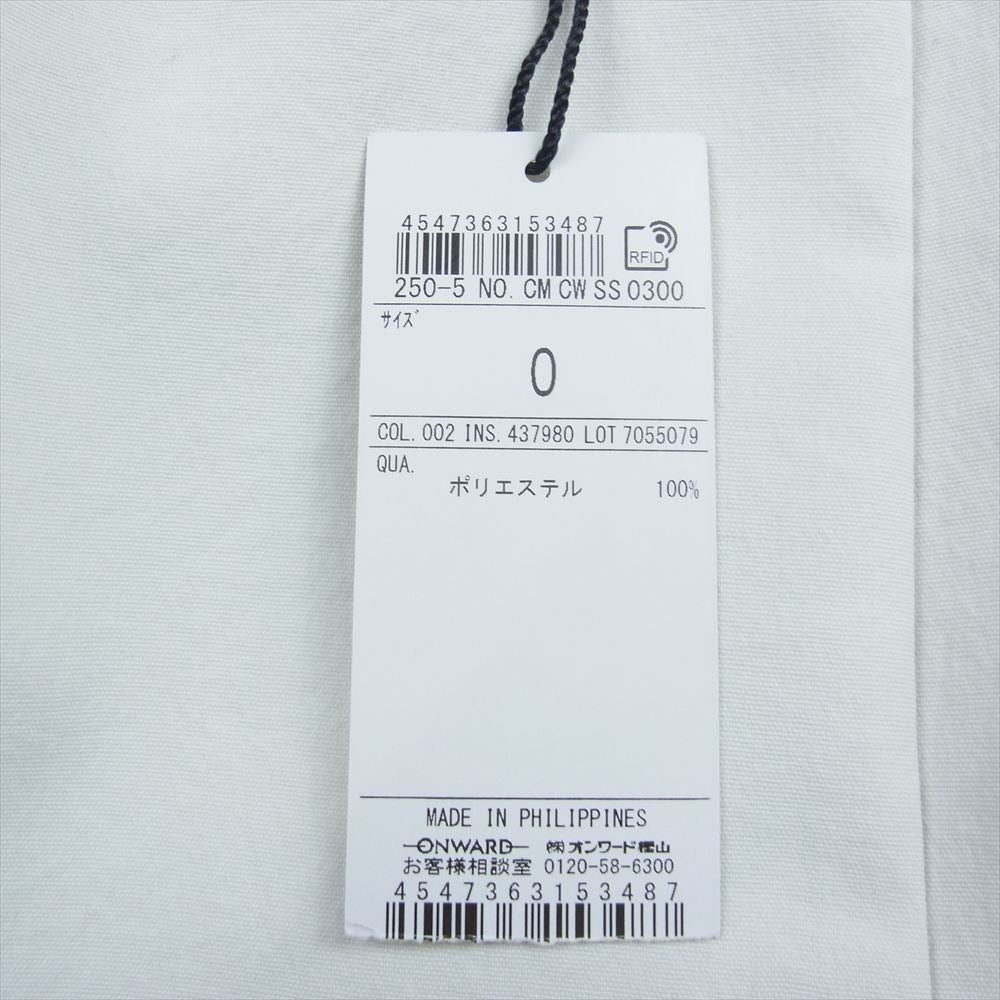 4547363153487
RFID
250-5 NO. CM CW SS 0300
サイズ
0
COL. 002 INS. 437980 LOT 7055079
QUA.
ポリエステル 100%
MADE IN PHILIPPINES
ONWARD ㈱オンワード樫山
お客様相談室 0120-58-6300
4547363153487